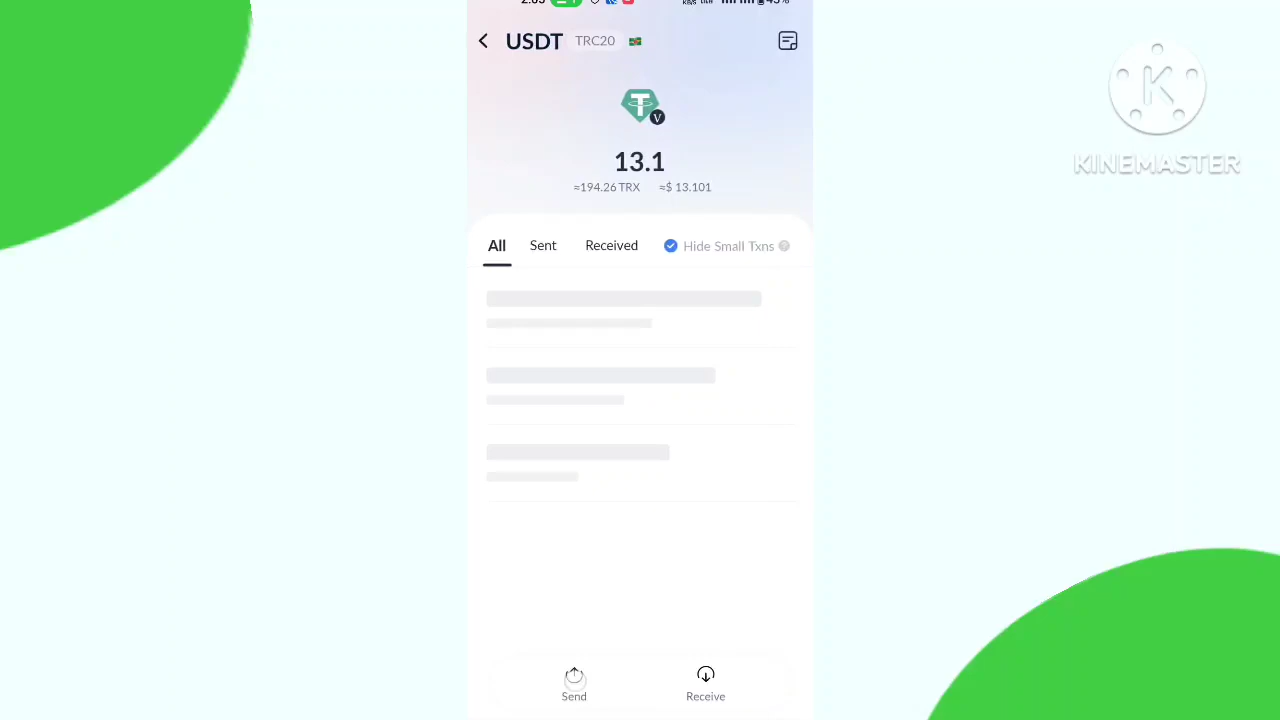 USDT TRC20
T
V
13.1
≈194.26 TRX ≈$ 13.101
All Sent Received Hide Small Txns ?
Send Receive
K
KINEMASTER